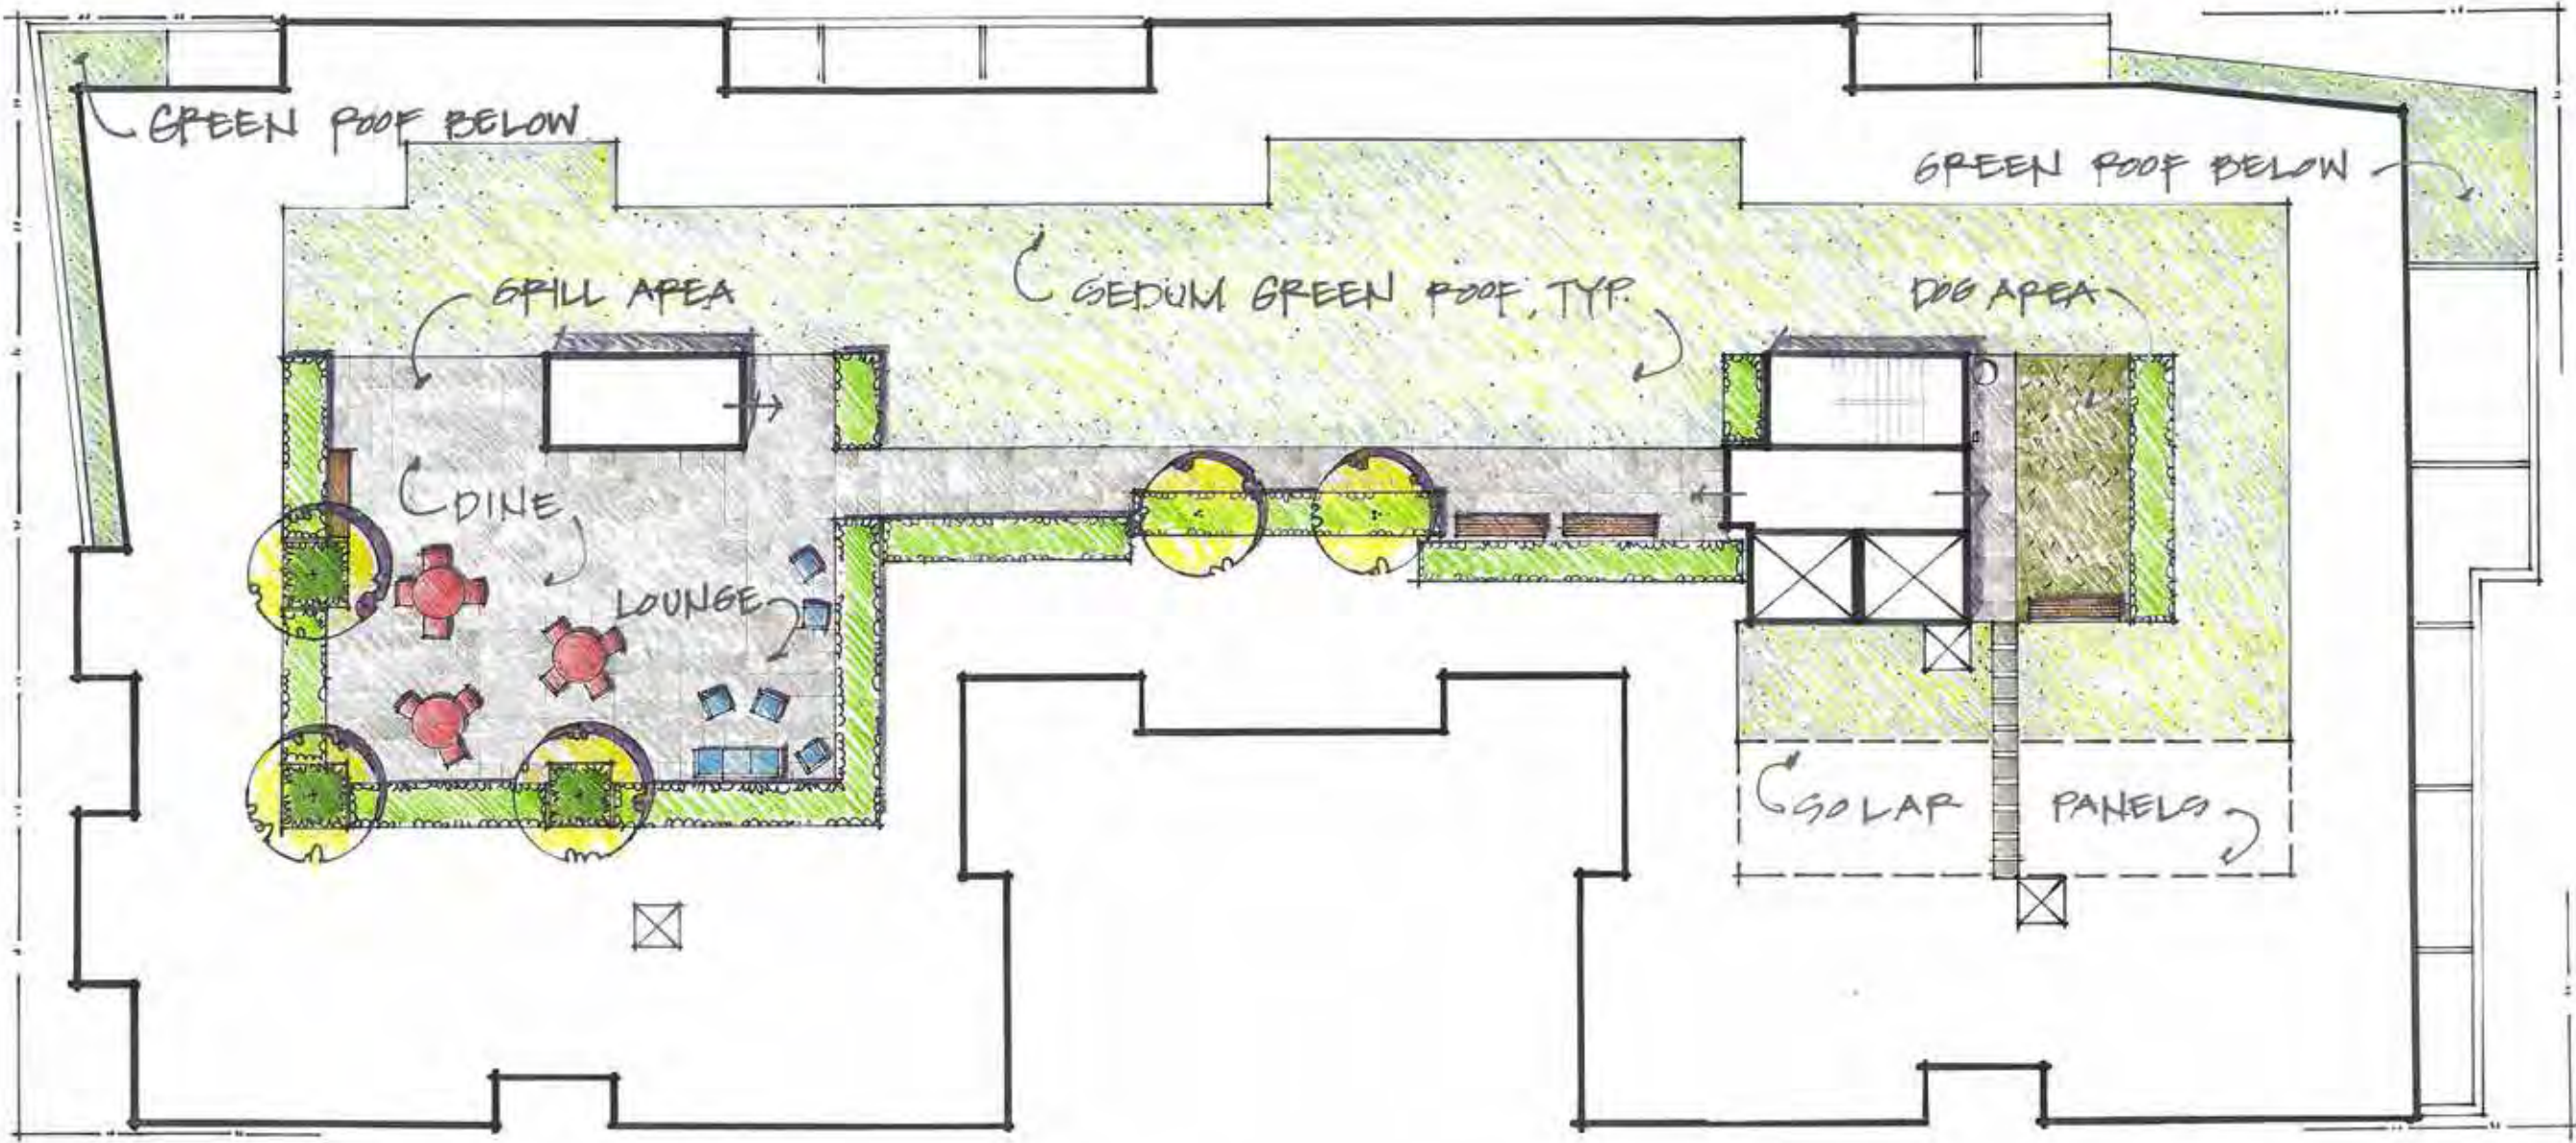 GREEN ROOF BELOW
GREEN ROOF BELOW
GRILL AREA
SEDUM GREEN ROOF, TYP.
DOG AREA
DINE
LOUNGE
SOLAR PANELS